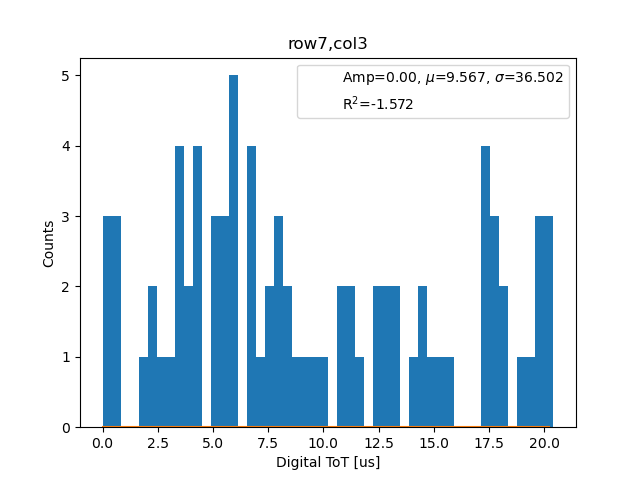 row7,col3
Amp=0.00, μ=9.567, σ=36.502
R²=-1.572
Counts
5
4
3
2
1
0
0.0 2.5 5.0 7.5 10.0 12.5 15.0 17.5 20.0
Digital ToT [us]